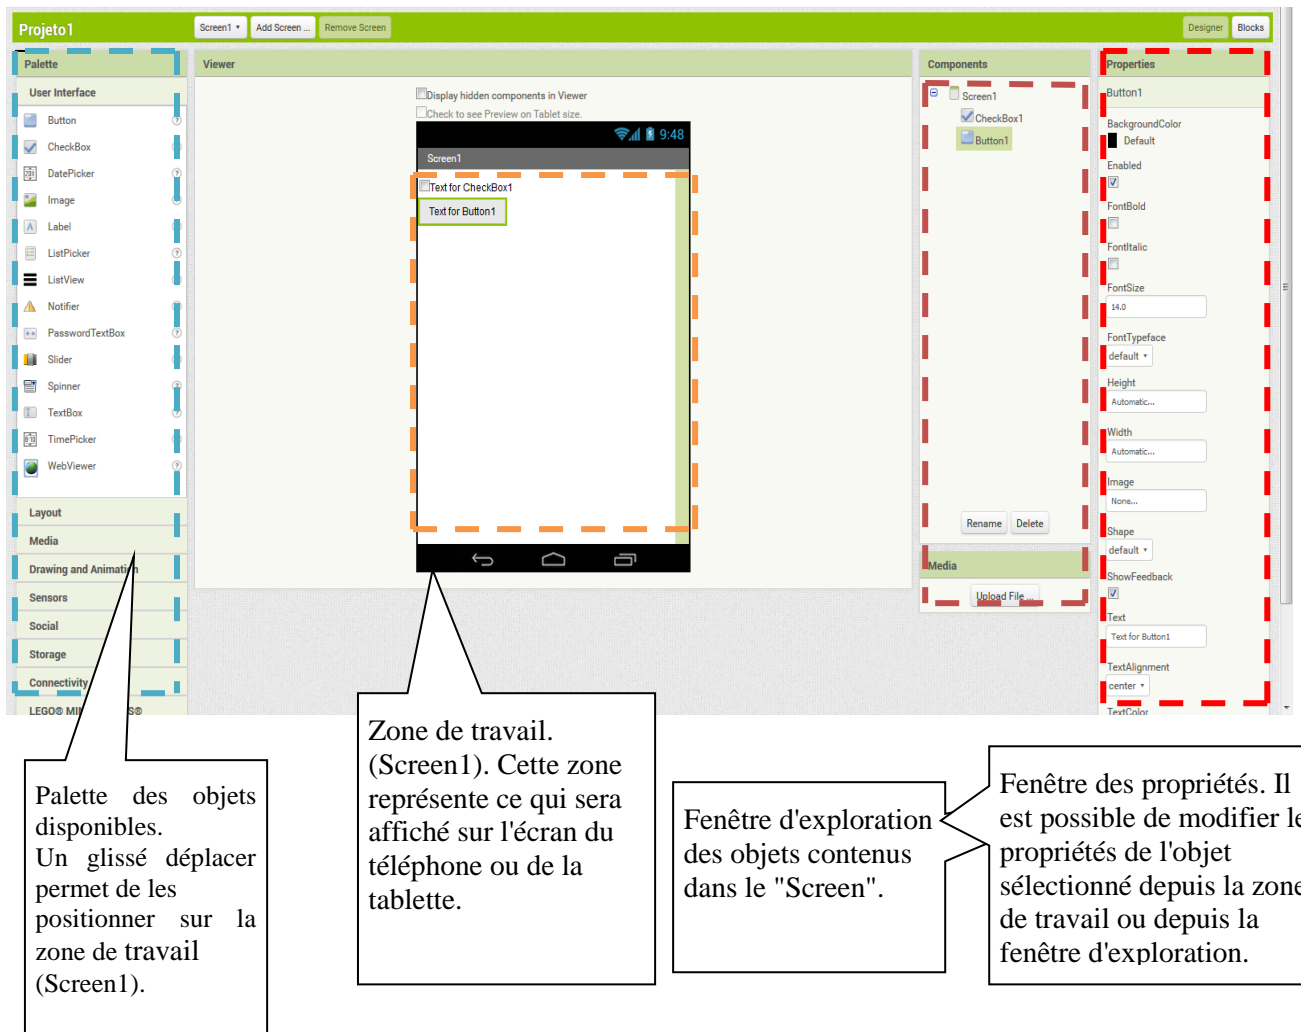 Projeto1
Screen1
Add Screen ...
Remove Screen
Designer
Blocks
Palette
User Interface
Button
CheckBox
DatePicker
Image
Label
ListPicker
ListView
Notifier
PasswordTextBox
Slider
Spinner
TextBox
TimePicker
WebViewer
Layout
Media
Drawing and Animation
Sensors
Social
Storage
Connectivity
LEGO® MI S®
Viewer
Display hidden components in Viewer
Check to see Preview on Tablet size.
9:48
Screen1
Text for CheckBox1
Text for Button1
Components
Screen1
CheckBox1
Button1
Rename
Delete
Media
Upload File ...
Properties
Button1
BackgroundColor
Default
Enabled
FontBold
FontItalic
FontSize
14.0
FontTypeface
default
Height
Automatic...
Width
Automatic...
Image
None...
Shape
default
ShowFeedback
Text
Text for Button1
TextAlignment
center
TextColor
Palette des objets
disponibles.
Un glissé déplacer
permet de les
positionner sur la
zone de travail
(Screen1).
Zone de travail.
(Screen1). Cette zone
représente ce qui sera
affiché sur l'écran du
téléphone ou de la
tablette.
Fenêtre d'exploration
des objets contenus
dans le "Screen".
Fenêtre des propriétés. Il
est possible de modifier le
propriétés de l'objet
sélectionné depuis la zone
de travail ou depuis la
fenêtre d'exploration.